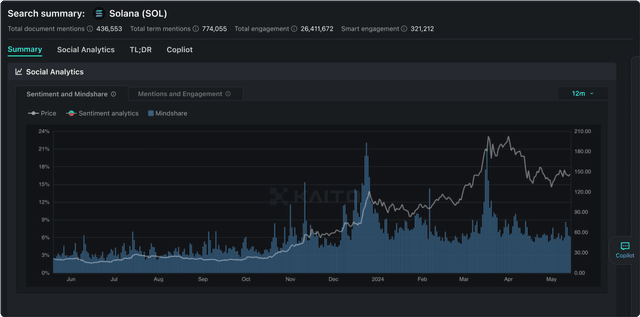 Search summary: Solana (SOL)
Total document mentions 436,553 Total term mentions 774,055 Total engagement 26,411,672 Smart engagement 321,212
Summary Social Analytics TL;DR Copilot
Social Analytics
Sentiment and Mindshare Mentions and Engagement 12m
Price Sentiment analytics Mindshare
24% 210.00
21% 180.00
18% 150.00
15% 120.00
12% 90.00
9% 60.00
6% 30.00
3% 0.00
0%
KAITO
Jun Jul Aug Sep Oct Nov Dec 2024 Feb Mar Apr May
Copilot